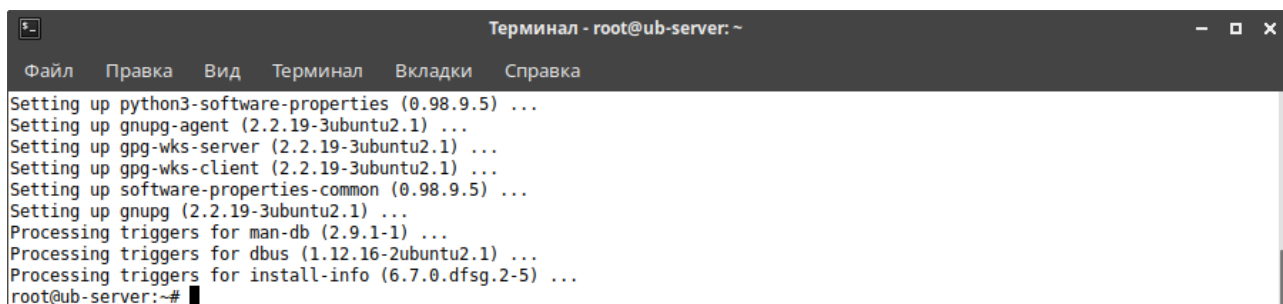 Терминал - root@ub-server: ~
Файл Правка Вид Терминал Вкладки Справка
Setting up python3-software-properties (0.98.9.5) ...
Setting up gnupg-agent (2.2.19-3ubuntu2.1) ...
Setting up gpg-wks-server (2.2.19-3ubuntu2.1) ...
Setting up gpg-wks-client (2.2.19-3ubuntu2.1) ...
Setting up software-properties-common (0.98.9.5) ...
Setting up gnupg (2.2.19-3ubuntu2.1) ...
Processing triggers for man-db (2.9.1-1) ...
Processing triggers for dbus (1.12.16-2ubuntu2.1) ...
Processing triggers for install-info (6.7.0.dfsg.2-5) ...
root@ub-server:~#